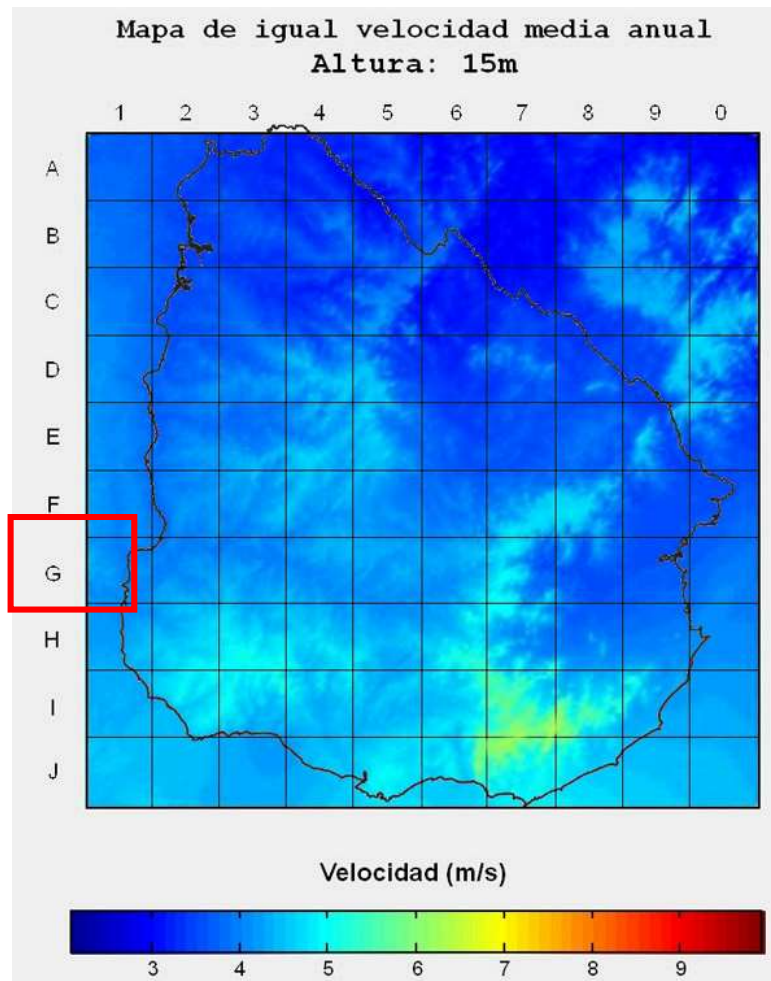 Mapa de igual velocidad media anual
Altura: 15m
1 2 3 4 5 6 7 8 9 0
A
B
C
D
E
F
G
H
I
J
Velocidad (m/s)
3 4 5 6 7 8 9